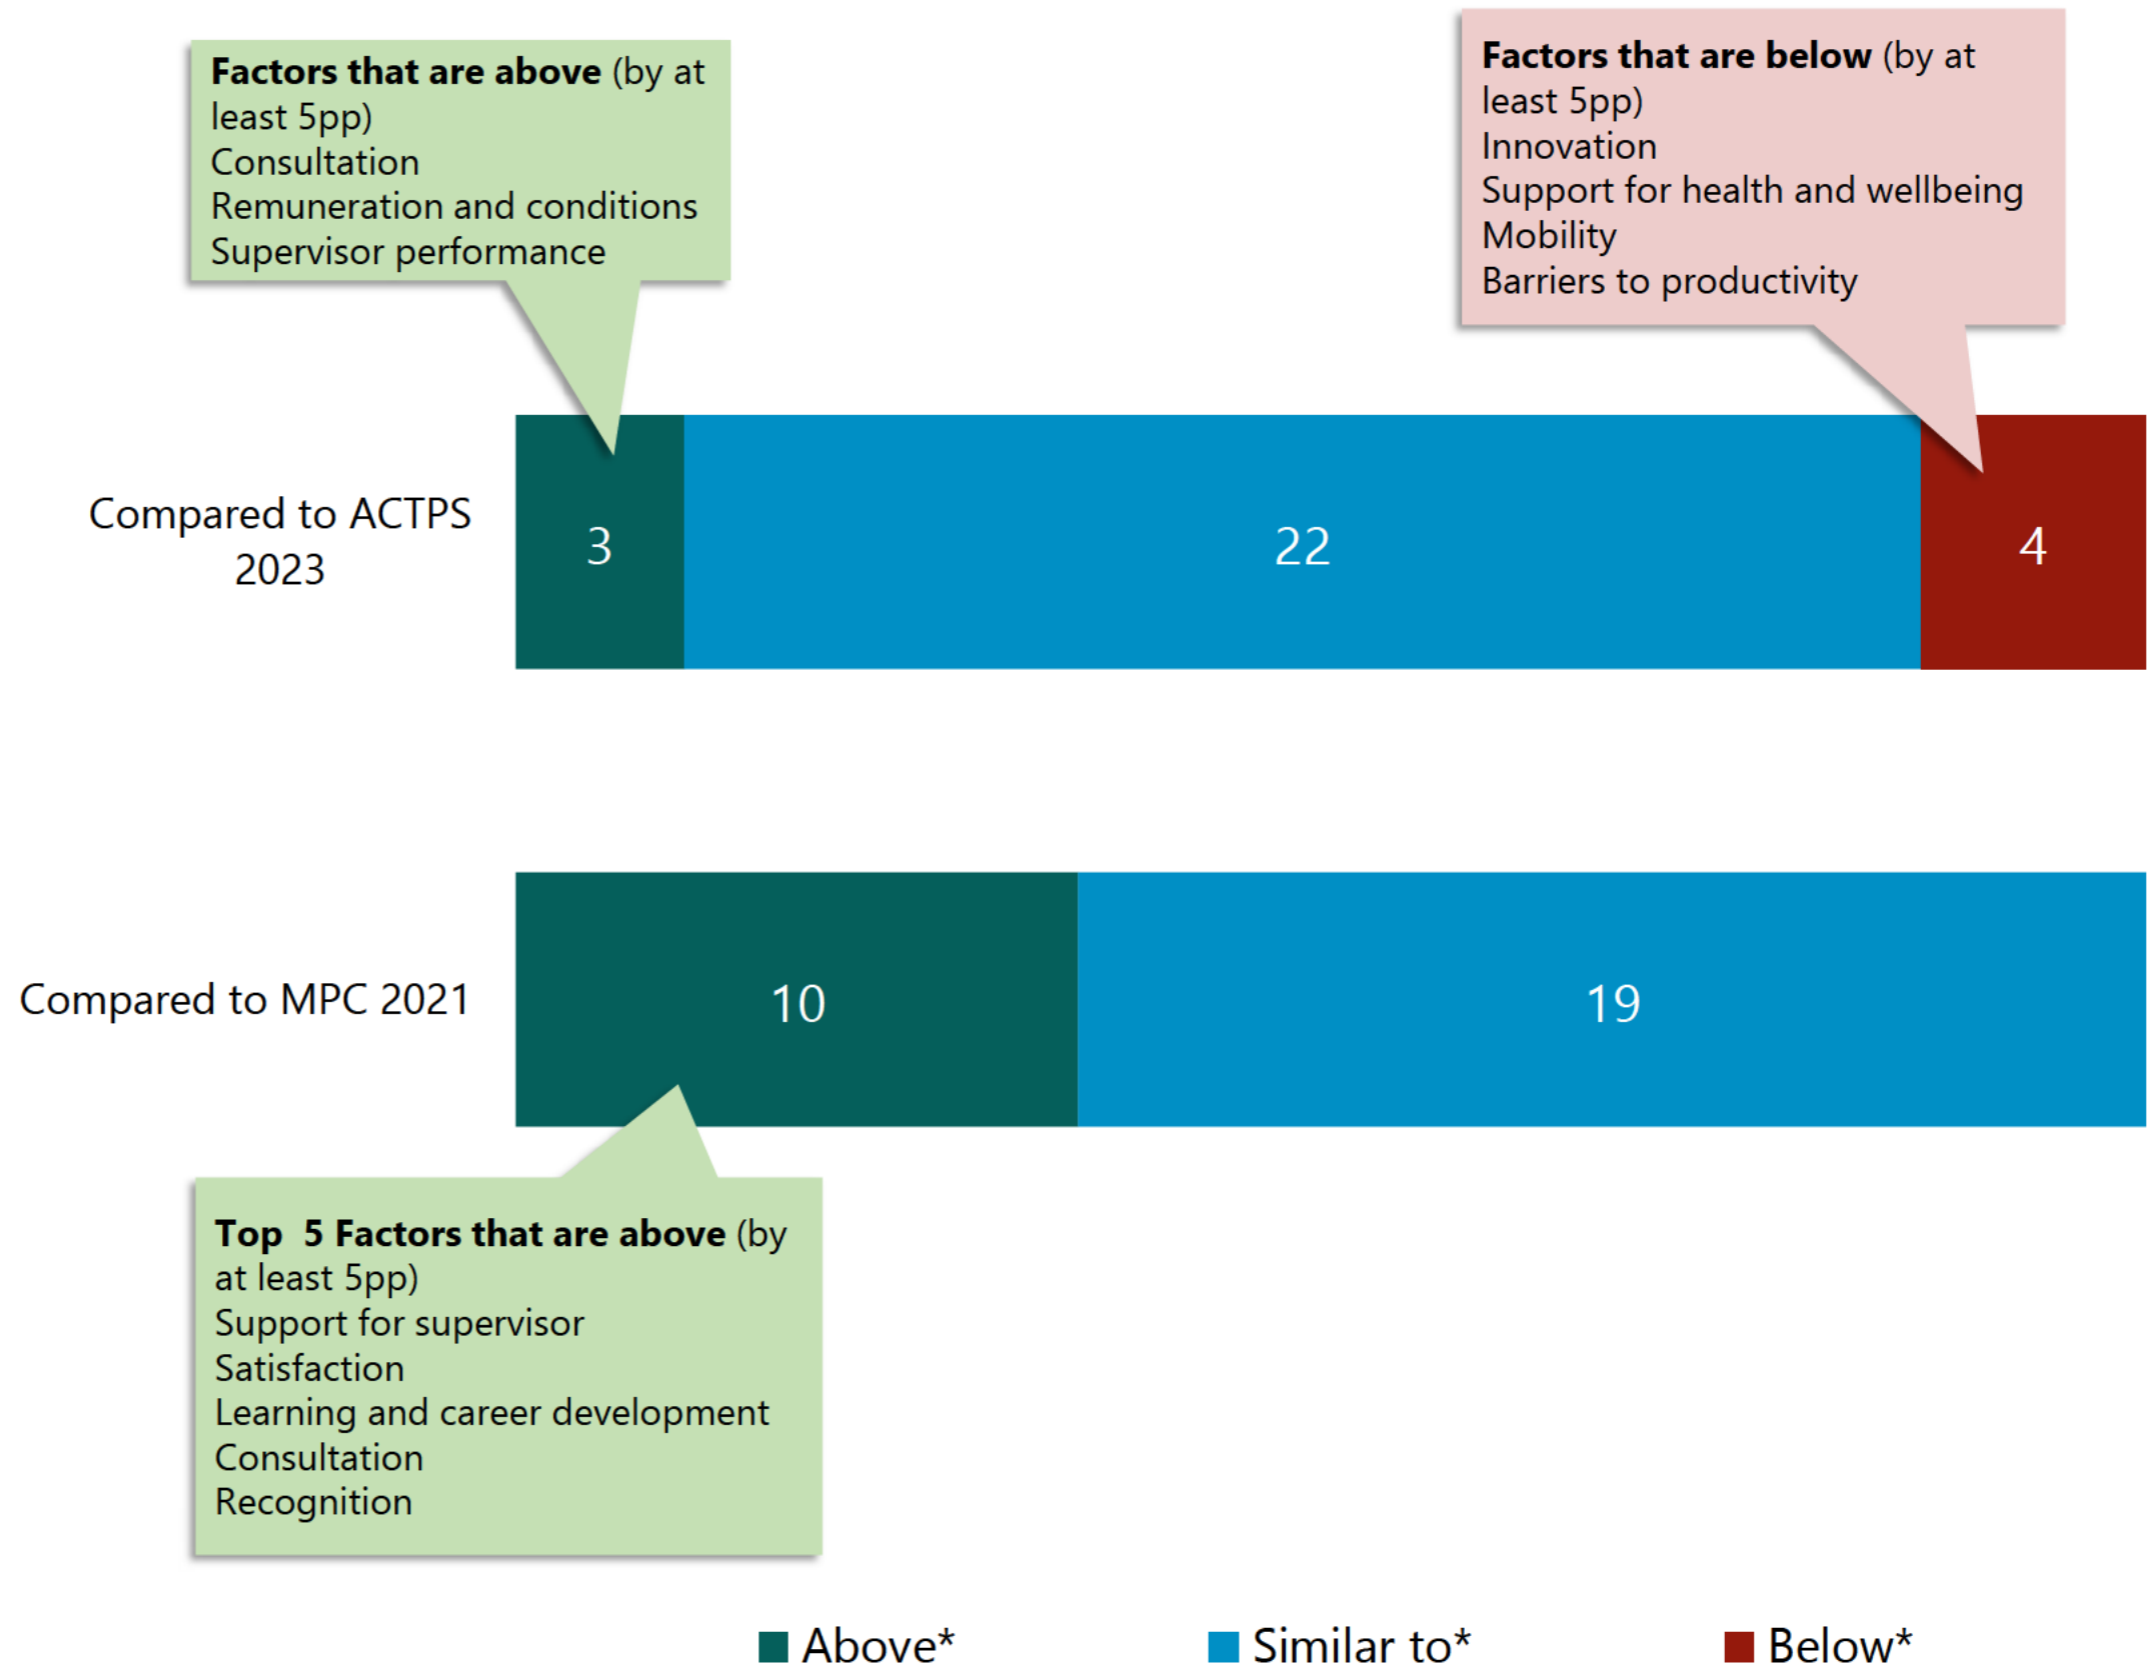 Factors that are above (by at
least 5pp)
Consultation
Remuneration and conditions
Supervisor performance
Factors that are below (by at
least 5pp)
Innovation
Support for health and wellbeing
Mobility
Barriers to productivity
Compared to ACTPS
2023
3
22
4
Compared to MPC 2021
10
19
Top  5 Factors that are above (by
at least 5pp)
Support for supervisor
Satisfaction
Learning and career development
Consultation
Recognition
Above*
Similar to*
Below*